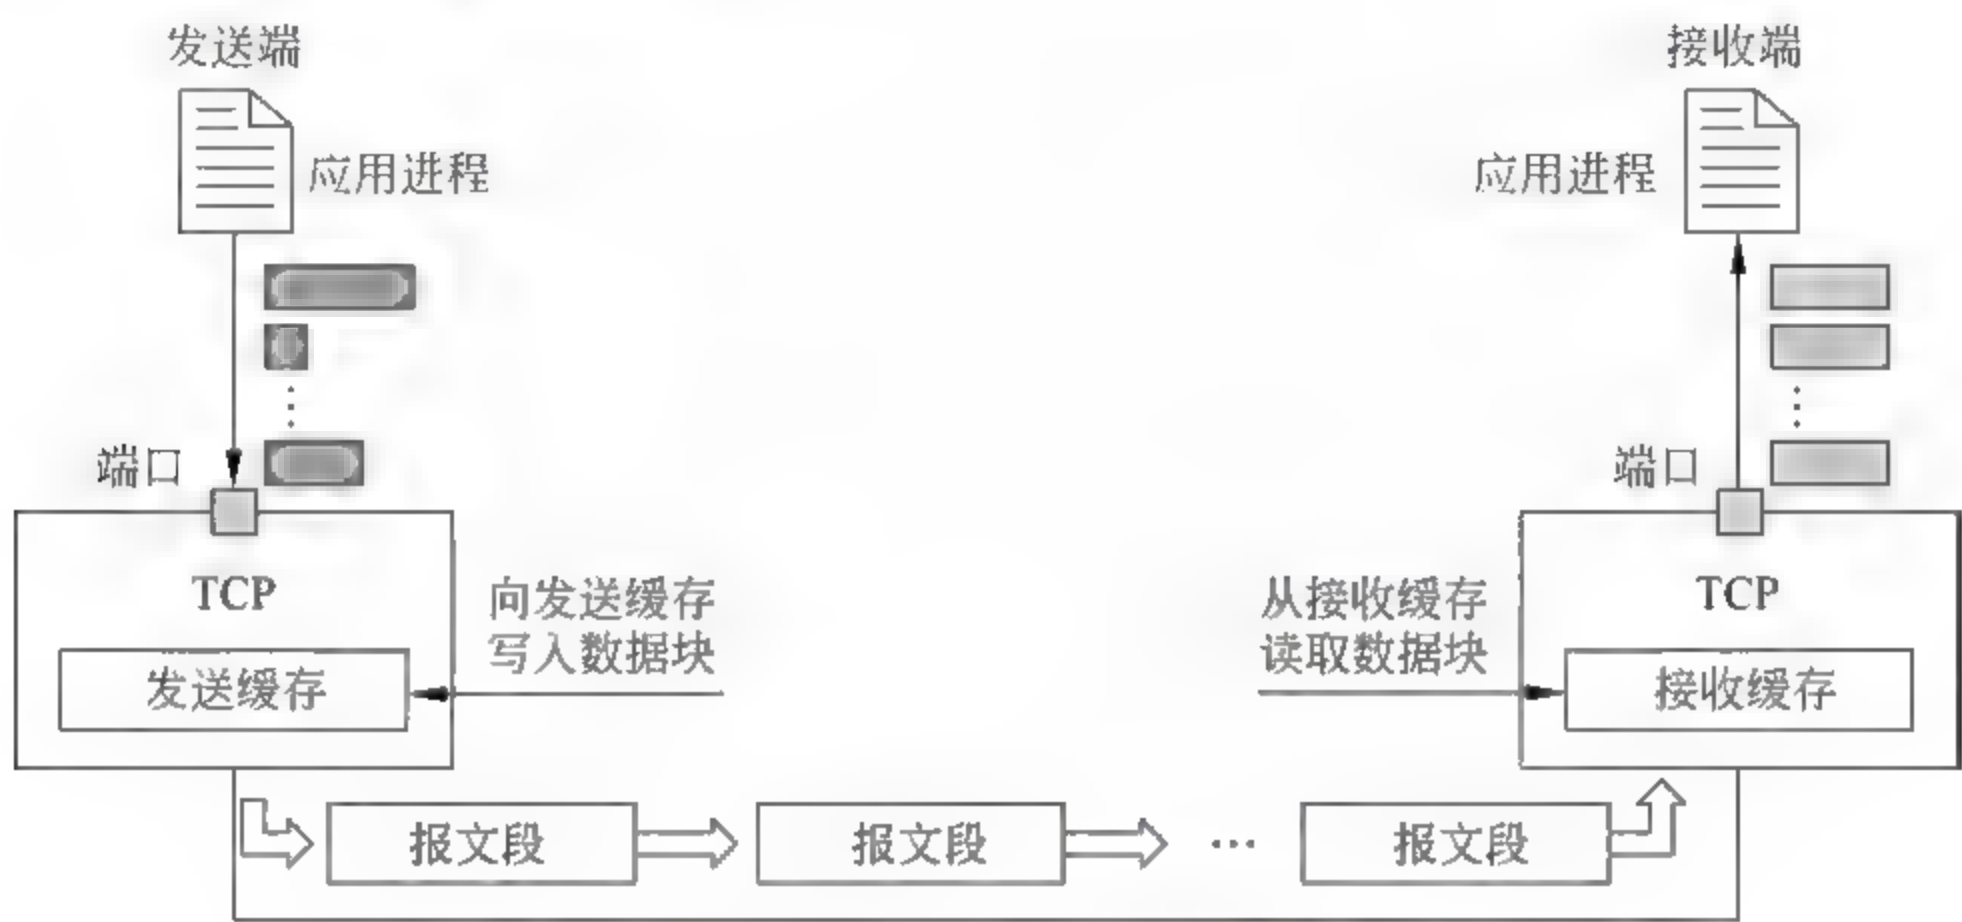 发送端
接收端
应用进程
应用进程
端口
端口
TCP
向发送缓存
写入数据块
从接收缓存
读取数据块
TCP
发送缓存
接收缓存
报文段
报文段
…
报文段